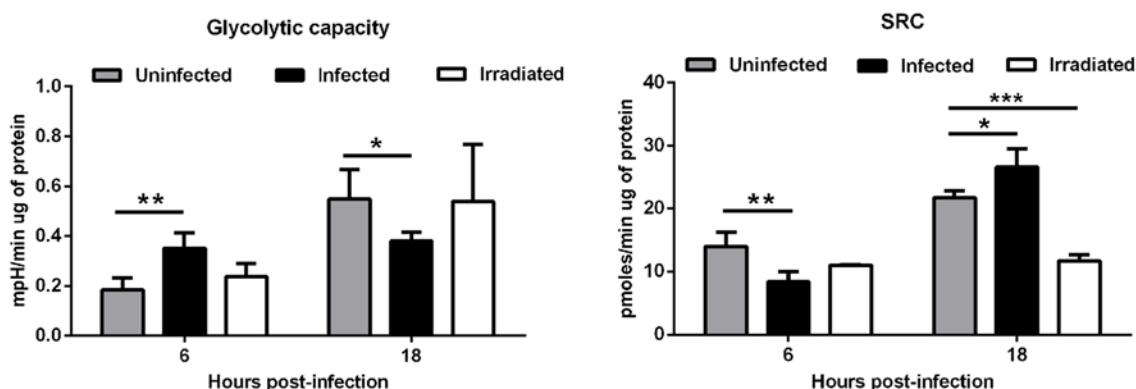 Glycolytic capacity
Uninfected Infected Irradiated
mpH/min ug of protein
1.0
0.8
0.6
0.4
0.2
0.0
**
*
6 18
Hours post-infection
SRC
Uninfected Infected Irradiated
pmoles/min ug of protein
40
30
20
10
0
**
***
*
6 18
Hours post-infection